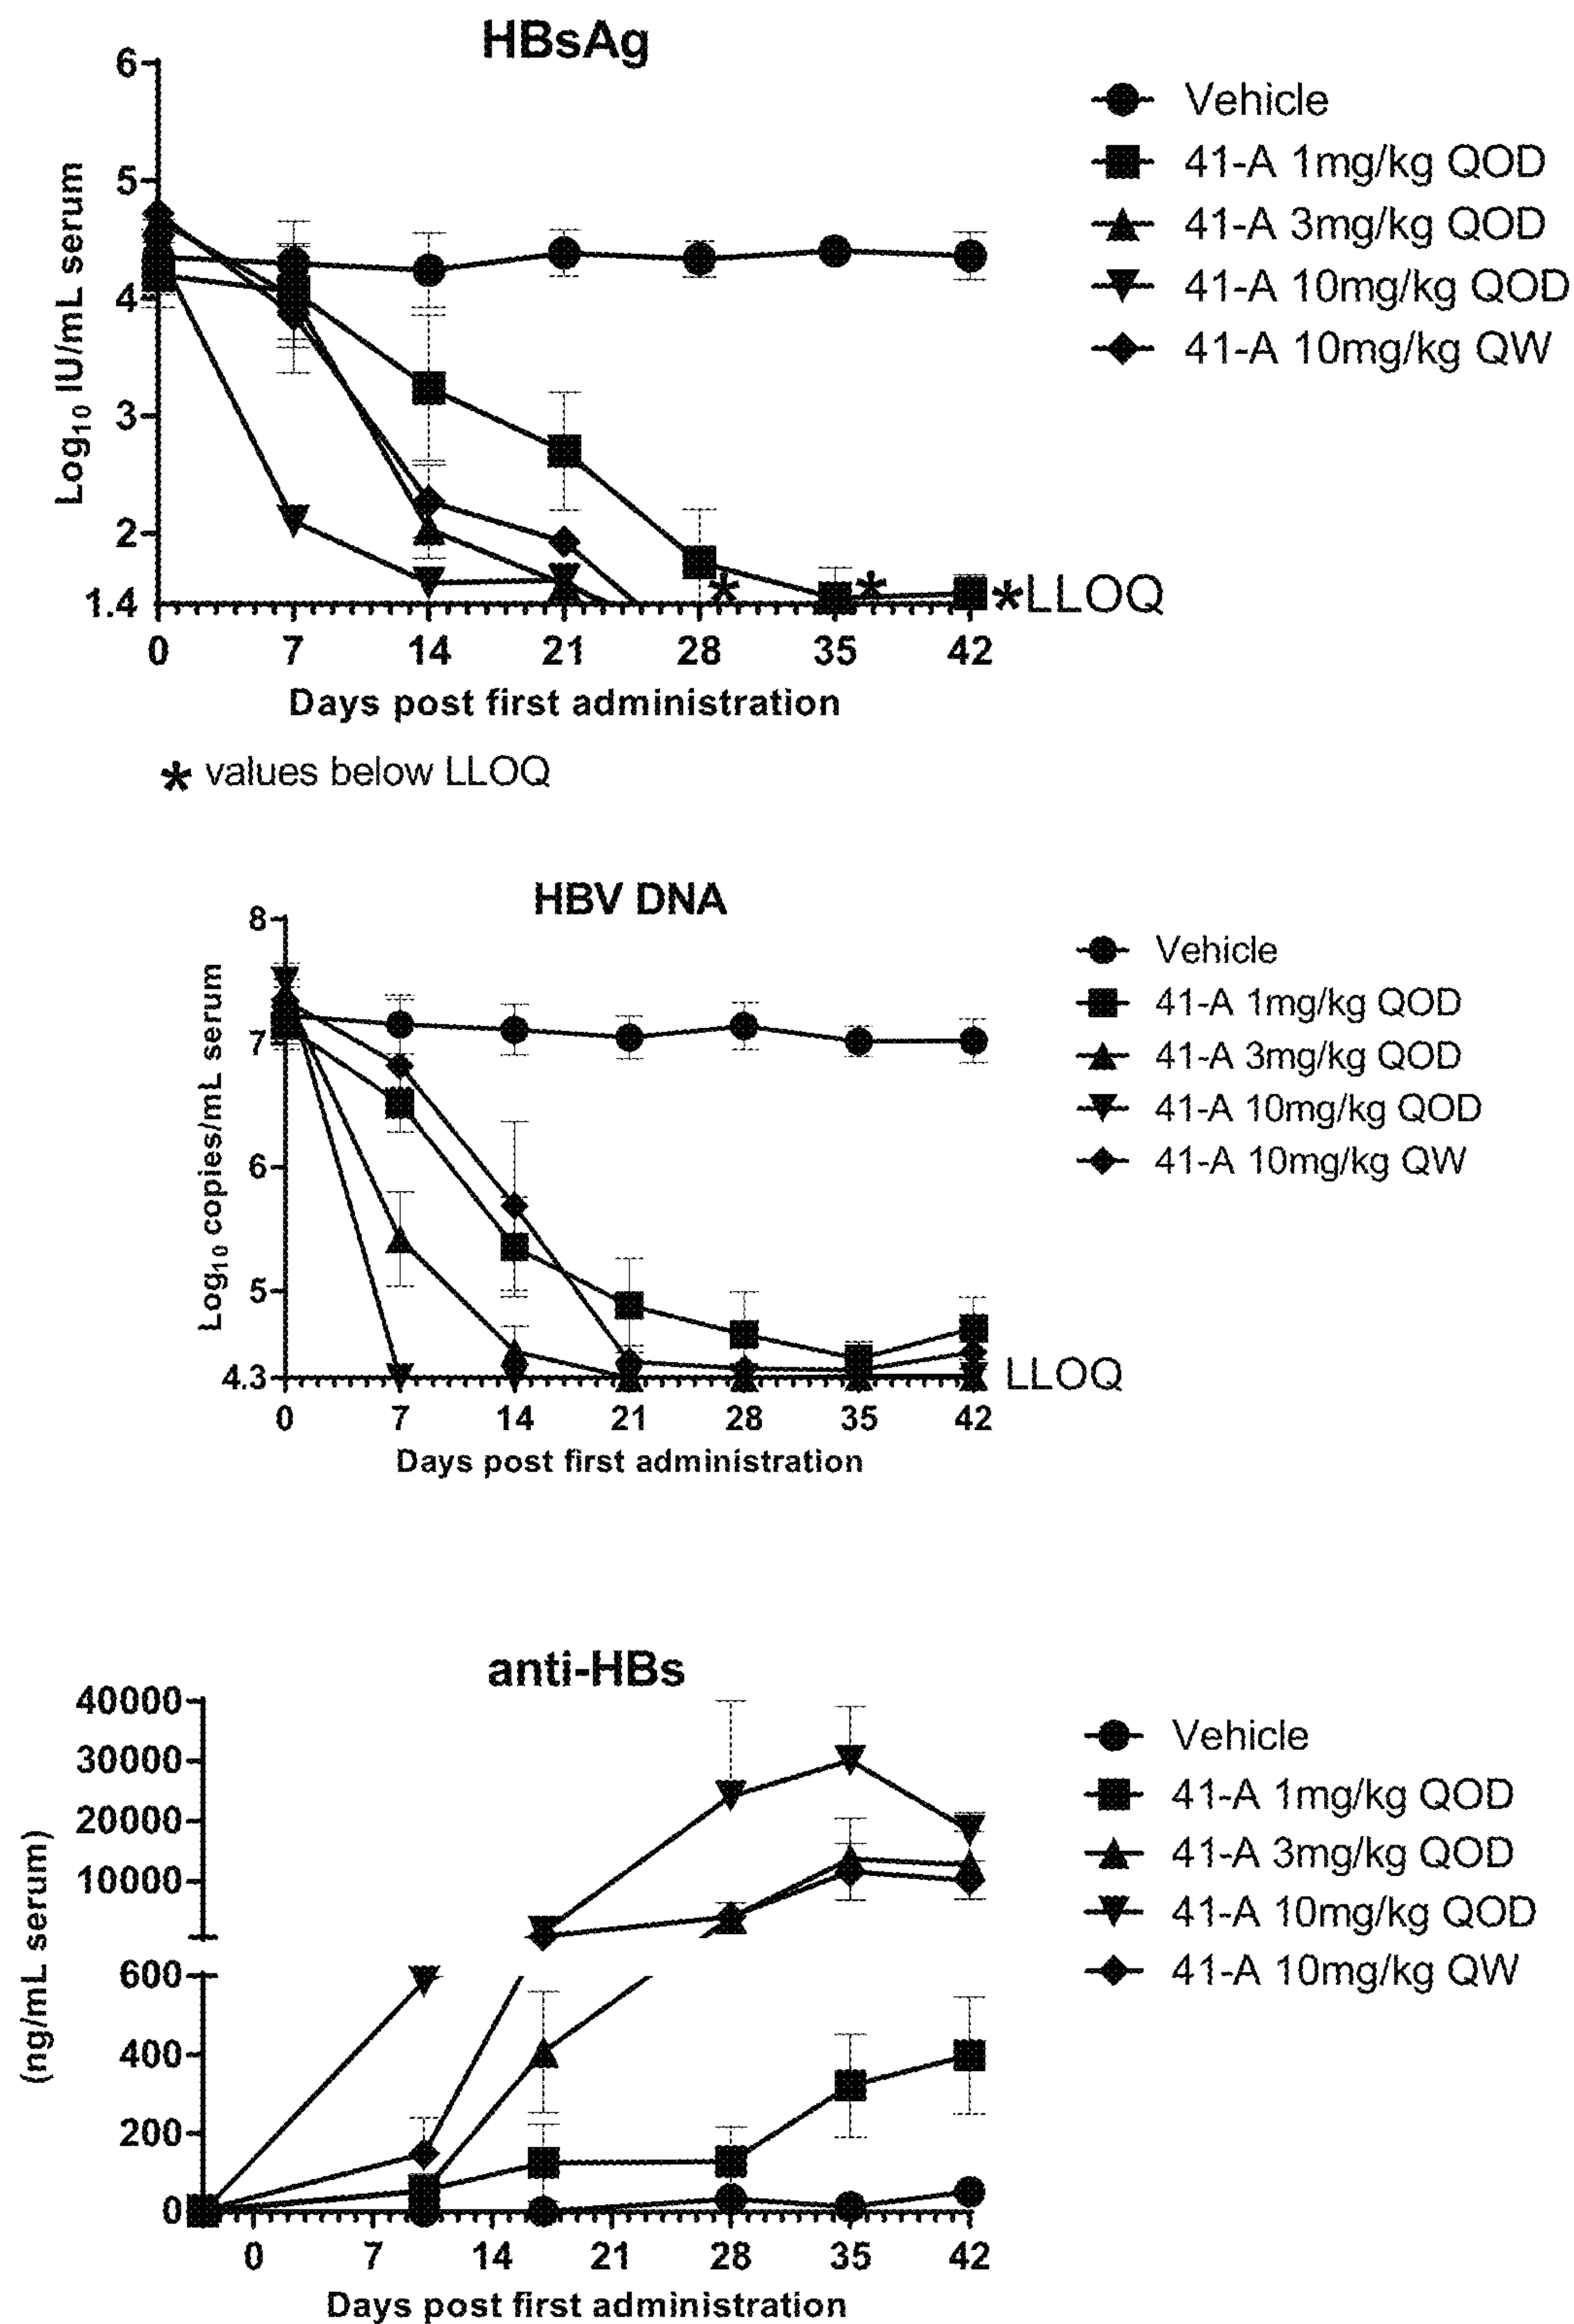 HBsAg
6
5
4
3
2
1.4
Log10 IU/mL serum
0 7 14 21 28 35 42
Days post first administration
Vehicle
41-A 1mg/kg QOD
41-A 3mg/kg QOD
41-A 10mg/kg QOD
41-A 10mg/kg QW
* * *LLOQ
* values below LLOQ
HBV DNA
8
7
6
5
4.3
Log10 copies/mL serum
0 7 14 21 28 35 42
Days post first administration
Vehicle
41-A 1mg/kg QOD
41-A 3mg/kg QOD
41-A 10mg/kg QOD
41-A 10mg/kg QW
LLOQ
anti-HBs
40000
30000
20000
10000
600
400
200
0
(ng/mL serum)
0 7 14 21 28 35 42
Days post first administration
Vehicle
41-A 1mg/kg QOD
41-A 3mg/kg QOD
41-A 10mg/kg QOD
41-A 10mg/kg QW